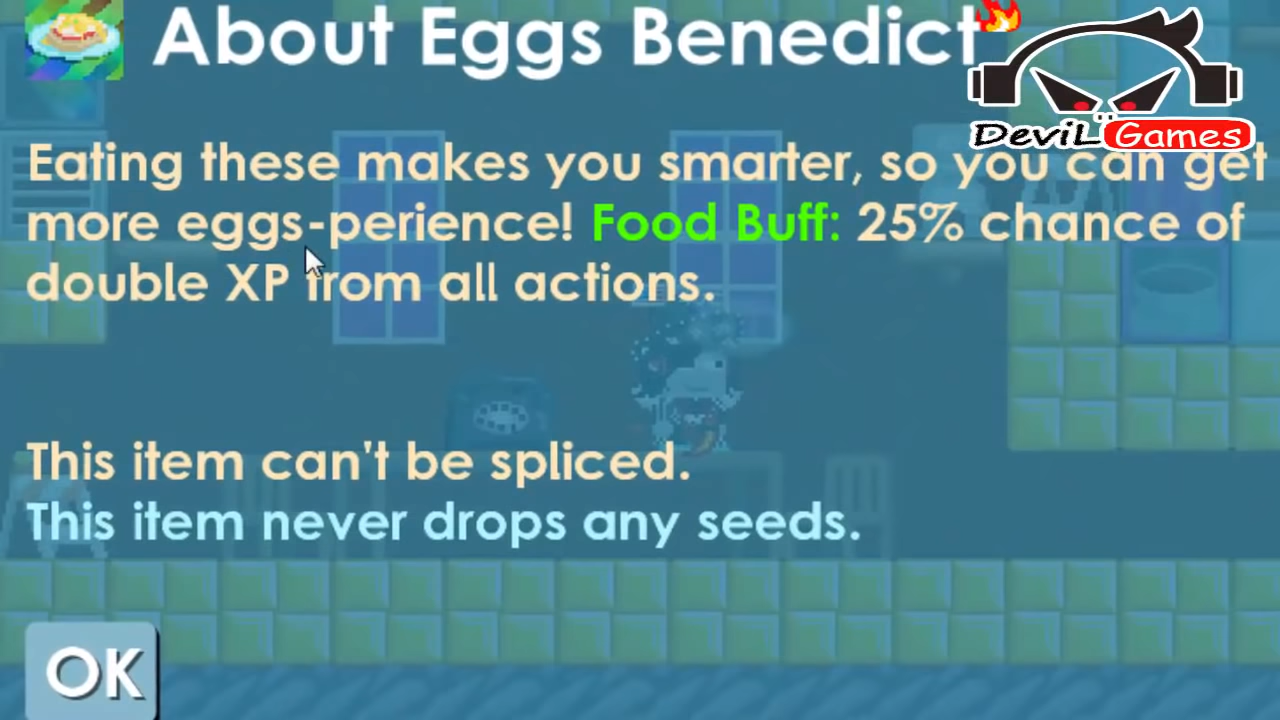 About Eggs Benedict
DeviL Games
Eating these makes you smarter, so you can get
more eggs-perience! Food Buff: 25% chance of
double XP from all actions.
This item can't be spliced.
This item never drops any seeds.
OK